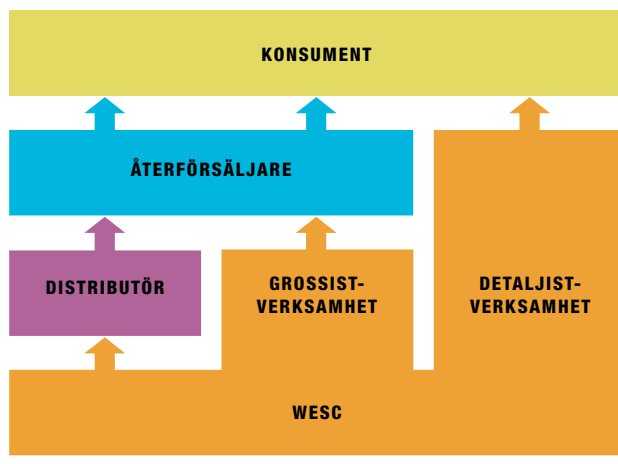 KONSUMENT
ÅTERFÖRSÄLJARE
DISTRIBUTÖR
GROSSIST-
VERKSAMHET
DETALJIST-
VERKSAMHET
WESC